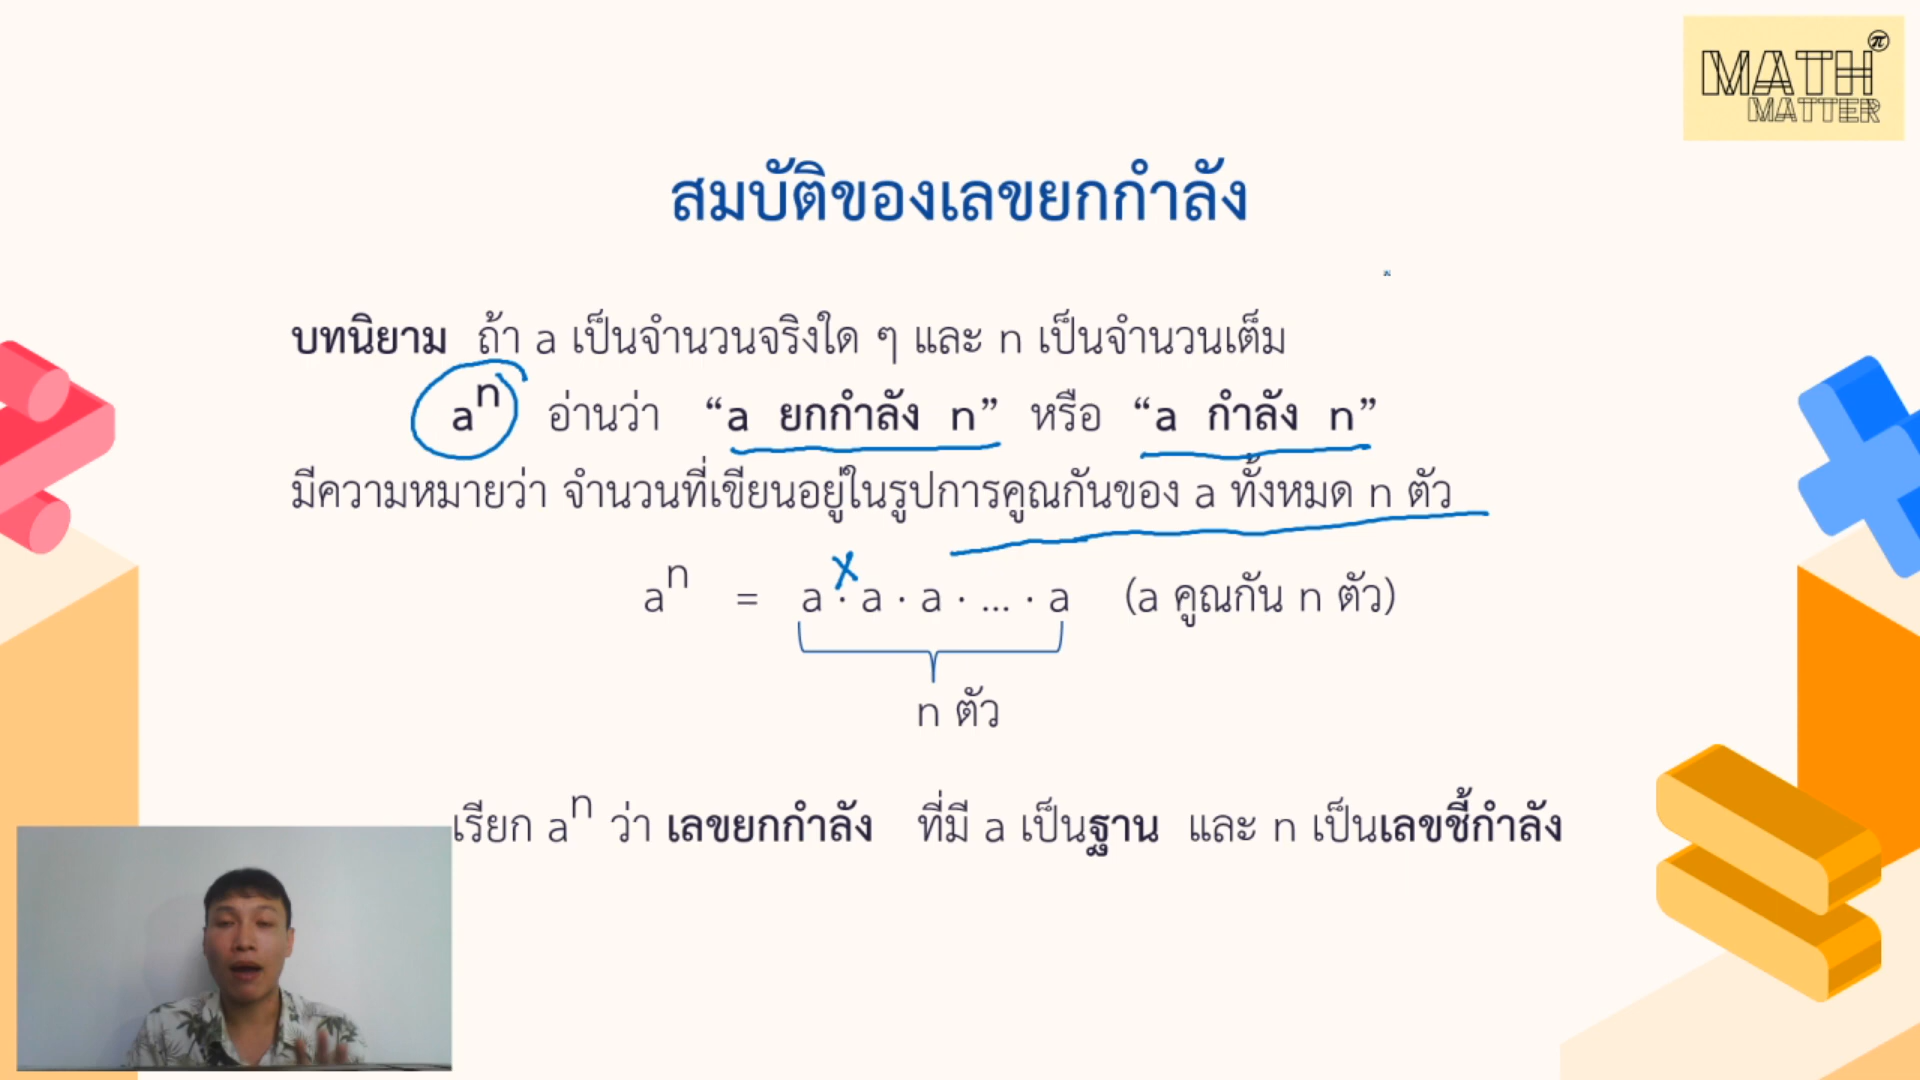 MATH π
MATTER
สมบัติของเลขยกกำลัง
บทนิยาม ถ้า a เป็นจำนวนจริงใด ๆ และ n เป็นจำนวนเต็ม
aⁿ อ่านว่า “a ยกกำลัง n” หรือ “a กำลัง n”
มีความหมายว่า จำนวนที่เขียนอยู่ในรูปการคูณกันของ a ทั้งหมด n ตัว
x
aⁿ = a · a · a · ... · a (a คูณกัน n ตัว)
n ตัว
เรียก aⁿ ว่า เลขยกกำลัง ที่มี a เป็นฐาน และ n เป็นเลขชี้กำลัง